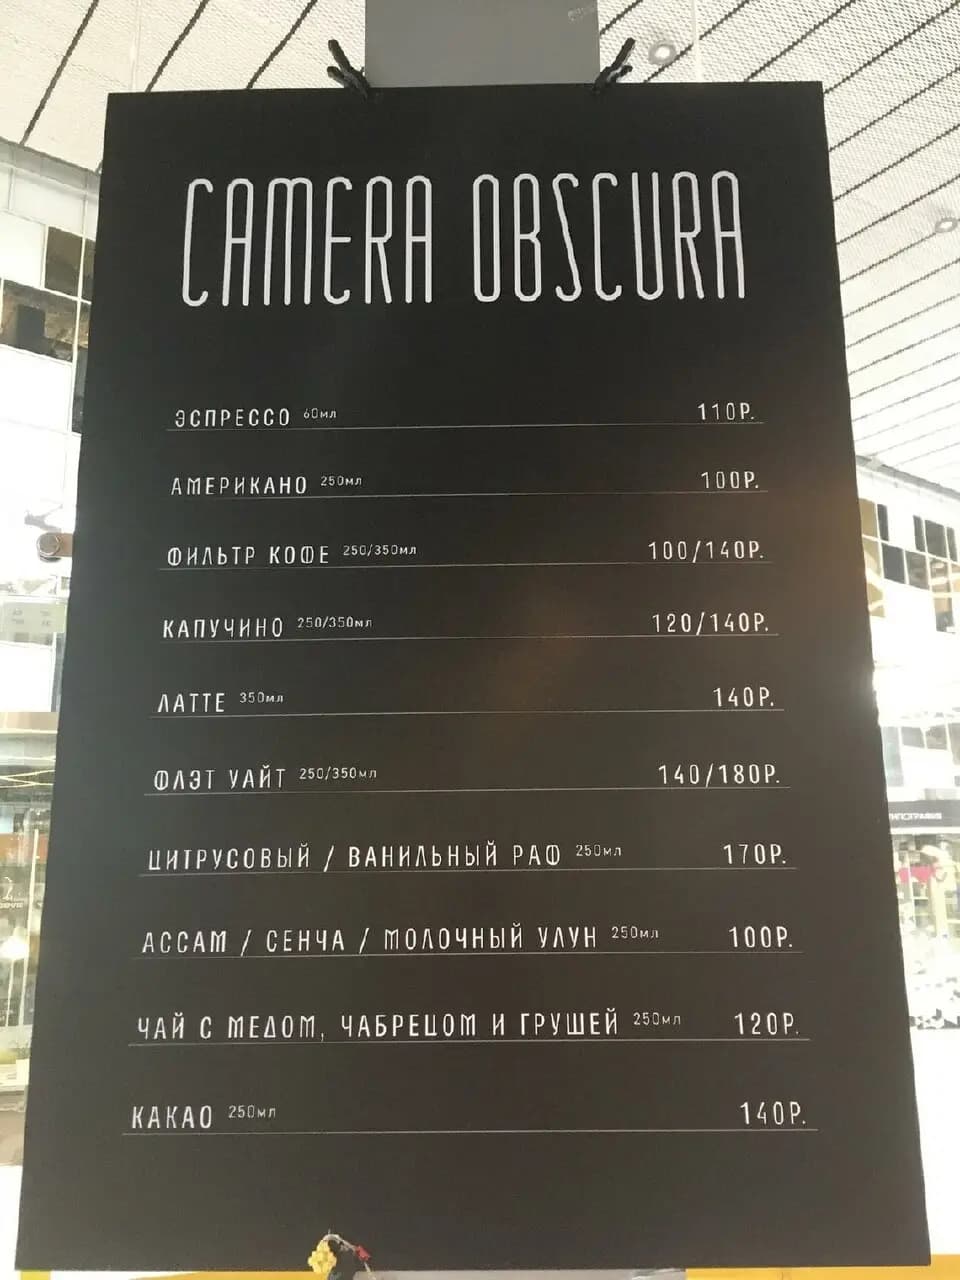 CAMERA OBSCURA
ЭСПРЕССО 60мл 110Р.
АМЕРИКАНО 250мл 100Р.
ФИЛЬТР КОФЕ 250/350мл 100/140Р.
КАПУЧИНО 250/350мл 120/140Р.
ЛАТТЕ 350мл 140Р.
ФЛЭТ УАЙТ 250/350мл 140/180Р.
ЦИТРУСОВЫЙ / ВАНИЛЬНЫЙ РАФ 250мл 170Р.
АССАМ / СЕНЧА / МОЛОЧНЫЙ УЛУН 250мл 100Р.
ЧАЙ С МЕДОМ, ЧАБРЕЦОМ И ГРУШЕЙ 250мл 120Р.
КАКАО 250мл 140Р.